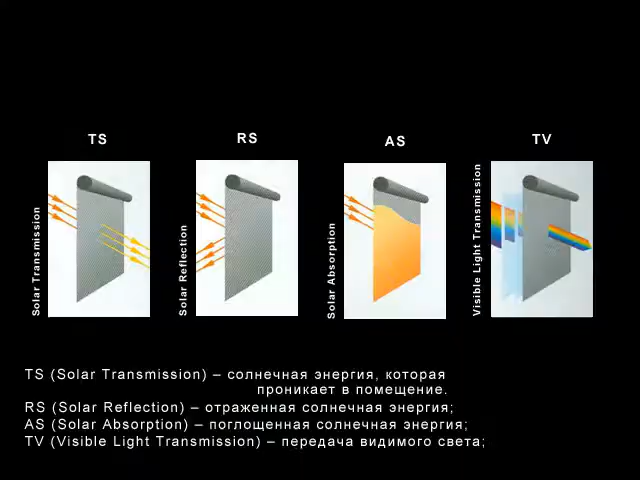 TS
RS
AS
TV
Solar Transmission
Solar Reflection
Solar Absorption
Visible Light Transmission
TS (Solar Transmission) – солнечная энергия, которая
проникает в помещение.
RS (Solar Reflection) – отраженная солнечная энергия;
AS (Solar Absorption) – поглощенная солнечная энергия;
TV (Visible Light Transmission) – передача видимого света;